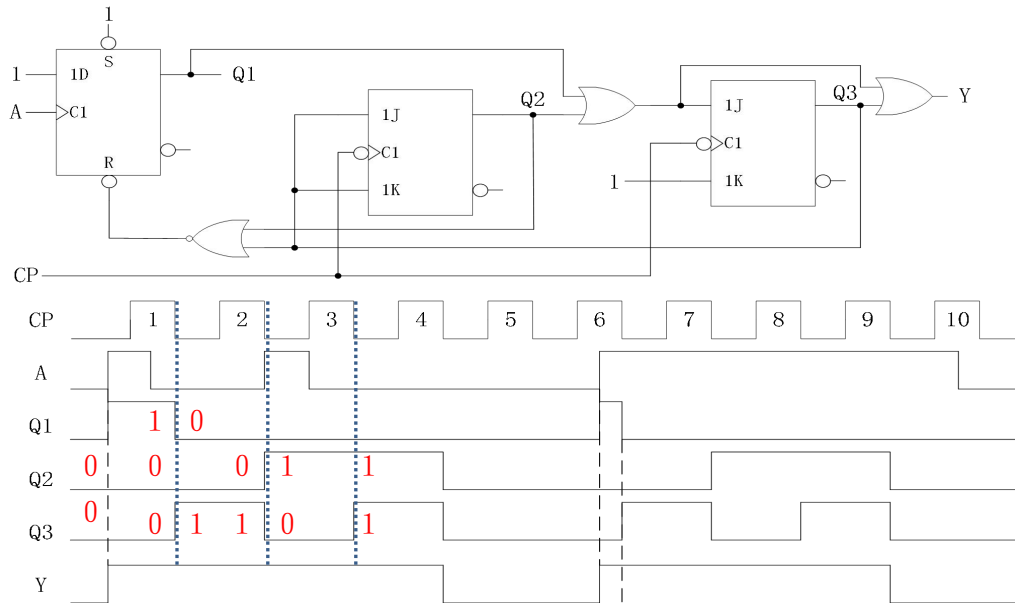 1
S
1 1D Q1
A C1
R
1J Q2
C1
1K
1J Q3 Y
C1
1 1K
CP
CP 1 2 3 4 5 6 7 8 9 10
A
Q1 1 0
Q2 0 0 0 1 1
Q3 0 0 1 1 0 1
Y